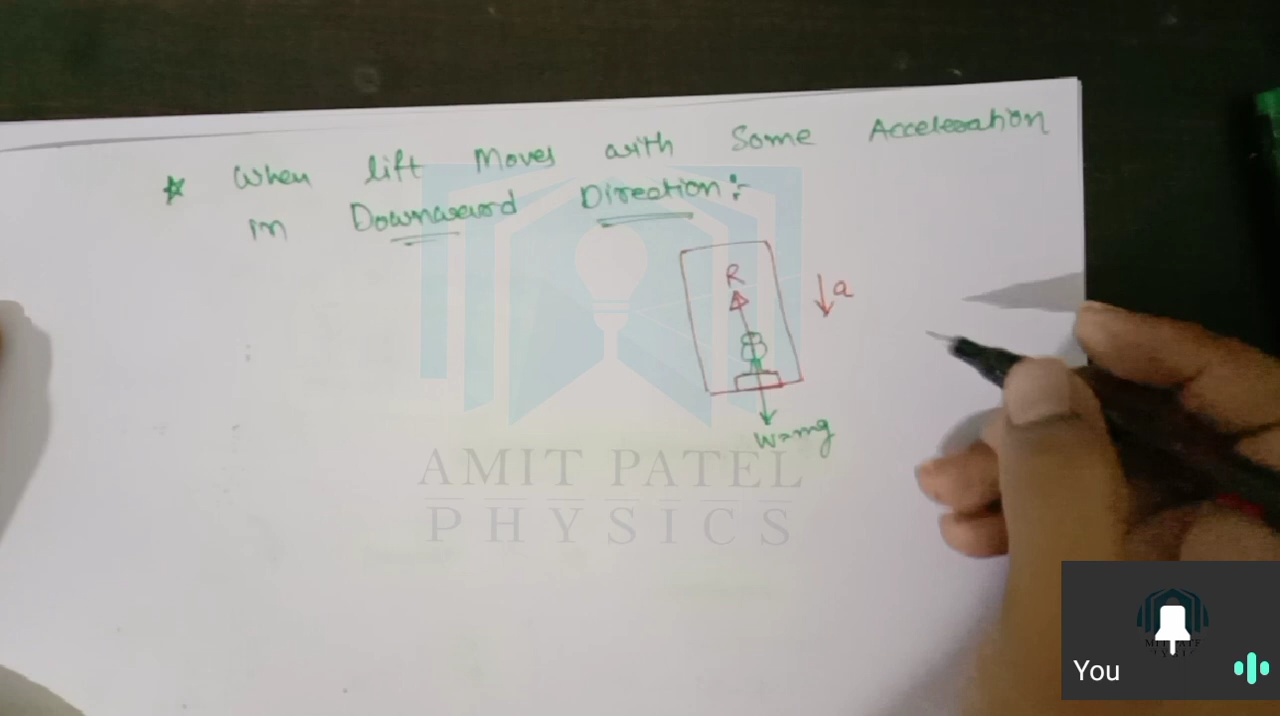 ☆ When lift Moves with Some Acceleration
in Downward Direction:-
R
↓a
W=mg
AMIT PATEL
PHYSICS
You